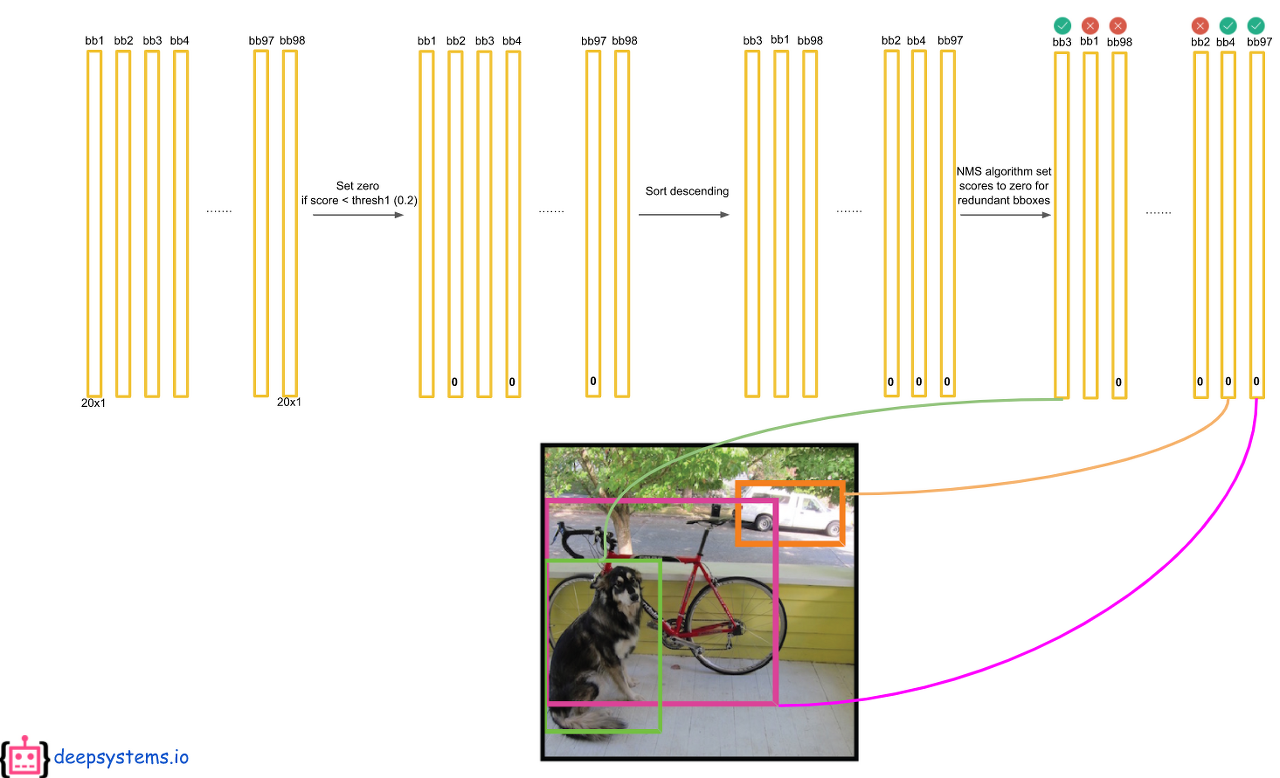 bb1 bb2 bb3 bb4 bb97 bb98
bb1 bb2 bb3 bb4 bb97 bb98
bb3 bb1 bb98 bb2 bb4 bb97
bb3 bb1 bb98 bb2 bb4 bb97
Set zero
if score < thresh1 (0.2)
Sort descending
NMS algorithm set
scores to zero for
redundant bboxes
.......
.......
.......
.......
0 0 0
0 0 0
0 0 0 0
20x1 20x1
deepsystems.io